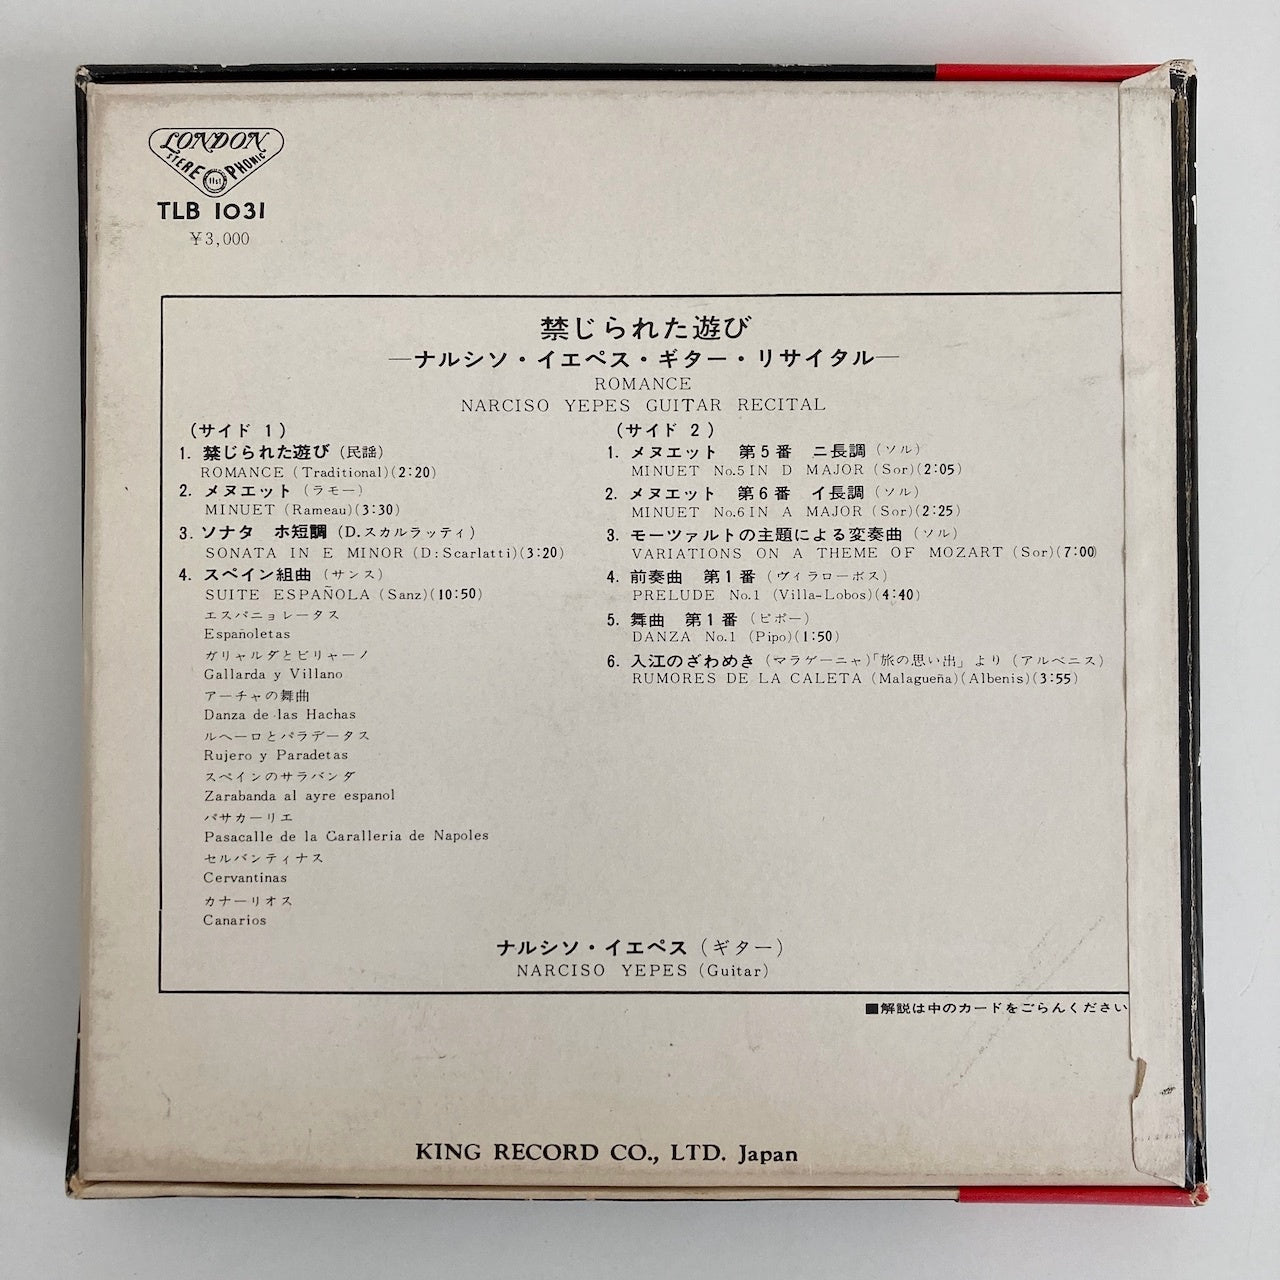 LONDON
STEREOPHONIC
ffss
TLB 1031
¥3,000
禁じられた遊び
—ナルシソ・イエペス・ギター・リサイタル—
ROMANCE
NARCISO YEPES GUITAR RECITAL
(サイド 1)
1. 禁じられた遊び (民謡)
ROMANCE (Traditional)(2:20)
2. メヌエット (ラモー)
MINUET (Rameau)(3:30)
3. ソナタ ホ短調 (D.スカルラッティ)
SONATA IN E MINOR (D:Scarlatti)(3:20)
4. スペイン組曲 (サンス)
SUITE ESPAÑOLA (Sanz)(10:50)
エスパニョレータス
Españoletas
ガリャルダとビリャーノ
Gallarda y Villano
アーチャの舞曲
Danza de las Hachas
ルヘーロとパラデータス
Rujero y Paradetas
スペインのサラバンダ
Zarabanda al ayre espanol
パサカーリエ
Pasacalle de la Caralleria de Napoles
セルバンティナス
Cervantinas
カナーリオス
Canarios
(サイド 2)
1. メヌエット 第5番 ニ長調 (ソル)
MINUET No.5 IN D MAJOR (Sor)(2:05)
2. メヌエット 第6番 イ長調 (ソル)
MINUET No.6 IN A MAJOR (Sor)(2:25)
3. モーツァルトの主題による変奏曲 (ソル)
VARIATIONS ON A THEME OF MOZART (Sor)(7:00)
4. 前奏曲 第1番 (ヴィラローボス)
PRELUDE No.1 (Villa-Lobos)(4:40)
5. 舞曲 第1番 (ピポー)
DANZA No.1 (Pipo)(1:50)
6. 入江のざわめき (マラゲーニャ)「旅の思い出」より (アルベニス)
RUMORES DE LA CALETA (Malagueña)(Albenis)(3:55)
ナルシソ・イエペス (ギター)
NARCISO YEPES (Guitar)
■解説は中のカードをごらんください
KING RECORD CO., LTD. Japan